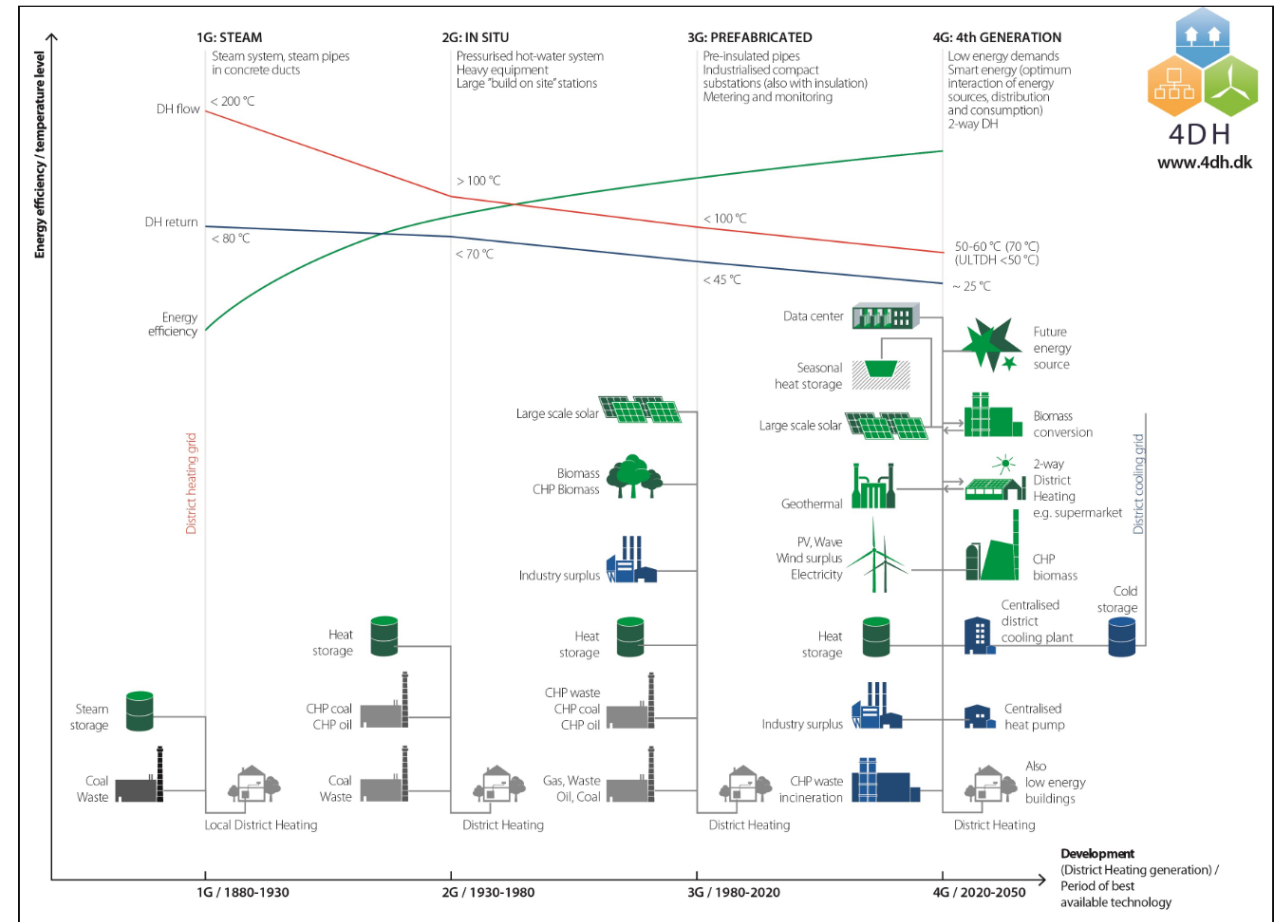 Energy efficiency / temperature level
1G: STEAM
Steam system, steam pipes
in concrete ducts
2G: IN SITU
Pressurised hot-water system
Heavy equipment
Large "build on site" stations
3G: PREFABRICATED
Pre-insulated pipes
Industrialised compact
substations (also with insulation)
Metering and monitoring
4G: 4th GENERATION
Low energy demands
Smart energy (optimum
interaction of energy
sources, distribution
and consumption)
2-way DH
4DH
www.4dh.dk
DH flow
< 200 °C
> 100 °C
< 100 °C
50-60 °C (70 °C)
(ULTDH <50 °C)
DH return
< 80 °C
< 70 °C
< 45 °C
~ 25 °C
Energy
efficiency
District heating grid
Data center
Future
energy
source
Seasonal
heat storage
Large scale solar
Large scale solar
Biomass
conversion
Biomass
CHP Biomass
Geothermal
2-way
District
Heating
e.g. supermarket
District cooling grid
Industry surplus
PV, Wave
Wind surplus
Electricity
CHP
biomass
Heat
storage
Heat
storage
Heat
storage
Centralised
district
cooling plant
Cold
storage
Steam
storage
CHP coal
CHP oil
CHP waste
CHP coal
CHP oil
Industry surplus
Centralised
heat pump
Coal
Waste
Coal
Waste
Gas, Waste
Oil, Coal
CHP waste
incineration
Also
low energy
buildings
Local District Heating
District Heating
District Heating
District Heating
1G / 1880-1930
2G / 1930-1980
3G / 1980-2020
4G / 2020-2050
Development
(District Heating generation) /
Period of best
available technology